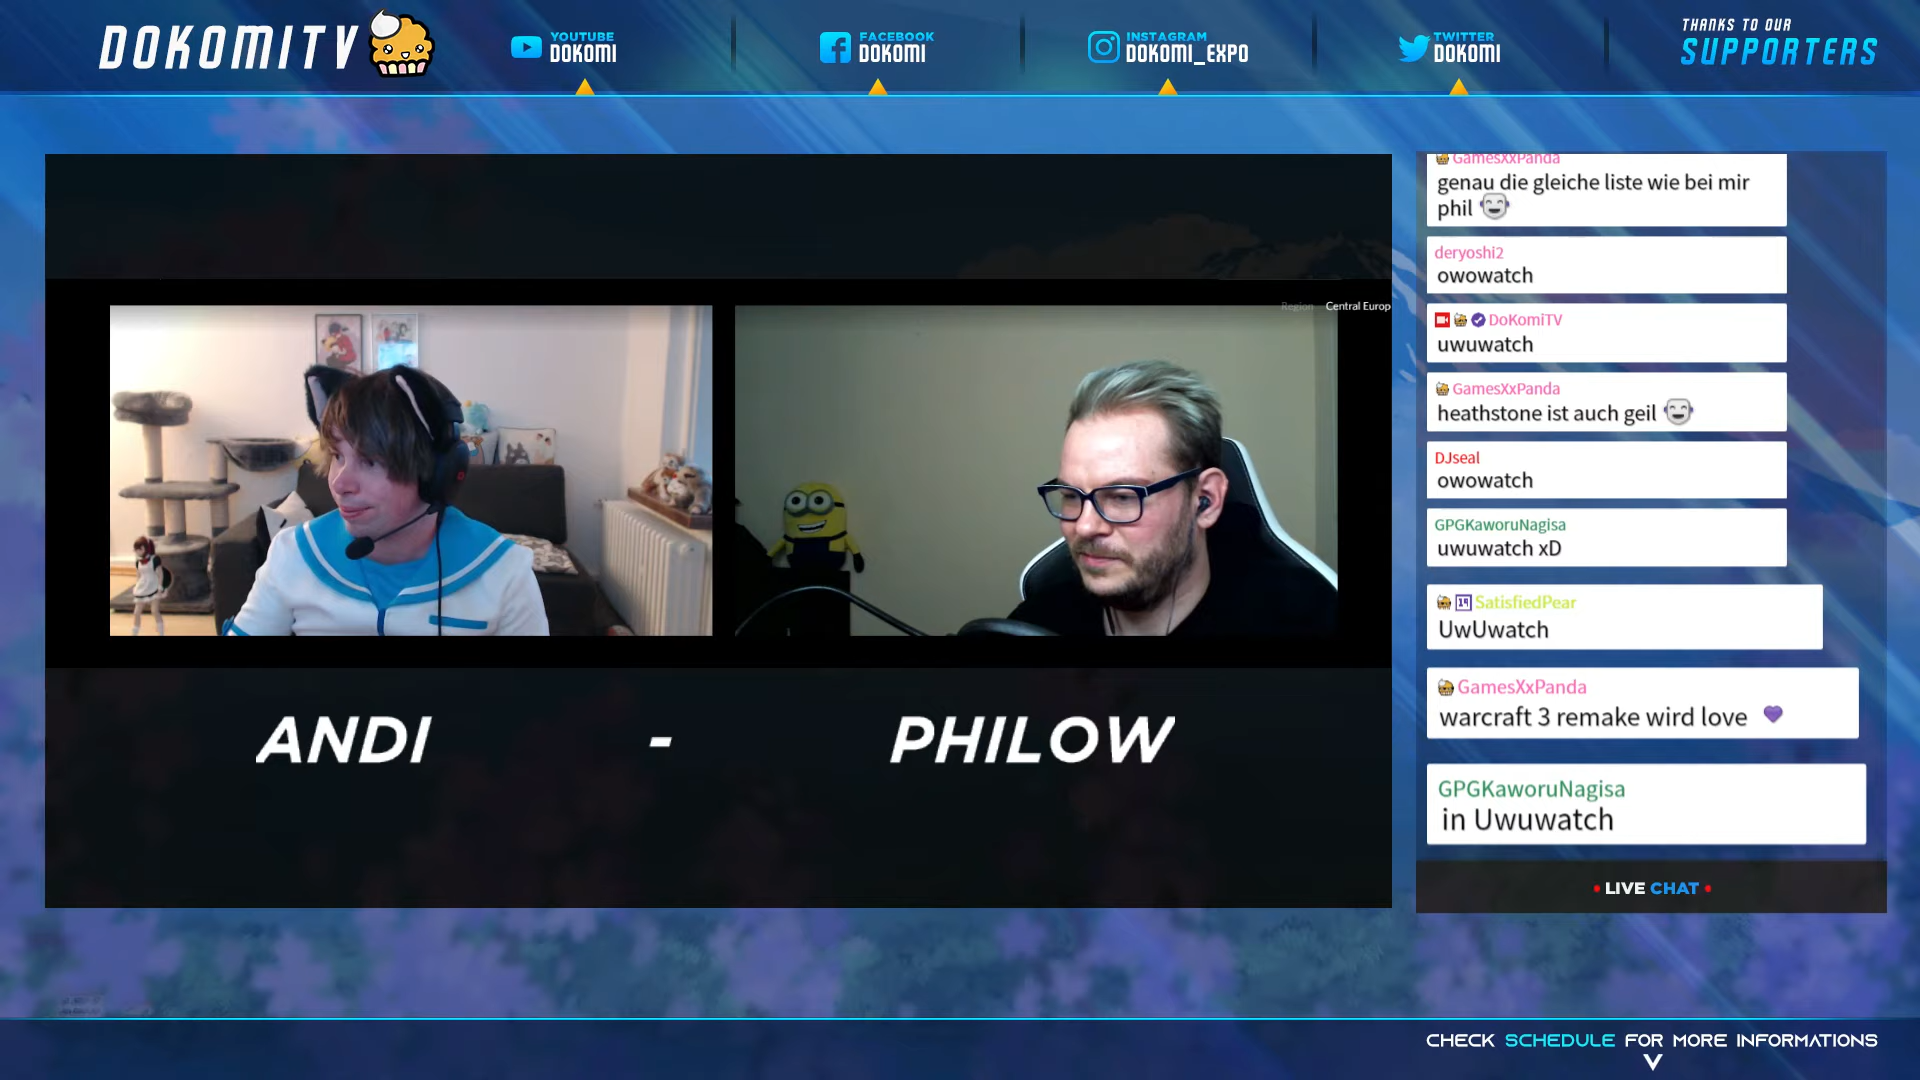 DOKOMITV
YOUTUBE
DOKOMI
FACEBOOK
DOKOMI
INSTAGRAM
DOKOMI_EXPO
TWITTER
DOKOMI
THANKS TO OUR
SUPPORTERS
Region Central Europ
ANDI - PHILOW
GamesXxPanda
genau die gleiche liste wie bei mir
phil
deryoshi2
owowatch
DoKomiTV
uwuwatch
GamesXxPanda
heathstone ist auch geil
DJseal
owowatch
GPGKaworuNagisa
uwuwatch xD
14 SatisfiedPear
UwUwatch
GamesXxPanda
warcraft 3 remake wird love
GPGKaworuNagisa
in Uwuwatch
• LIVE CHAT •
CHECK SCHEDULE FOR MORE INFORMATIONS